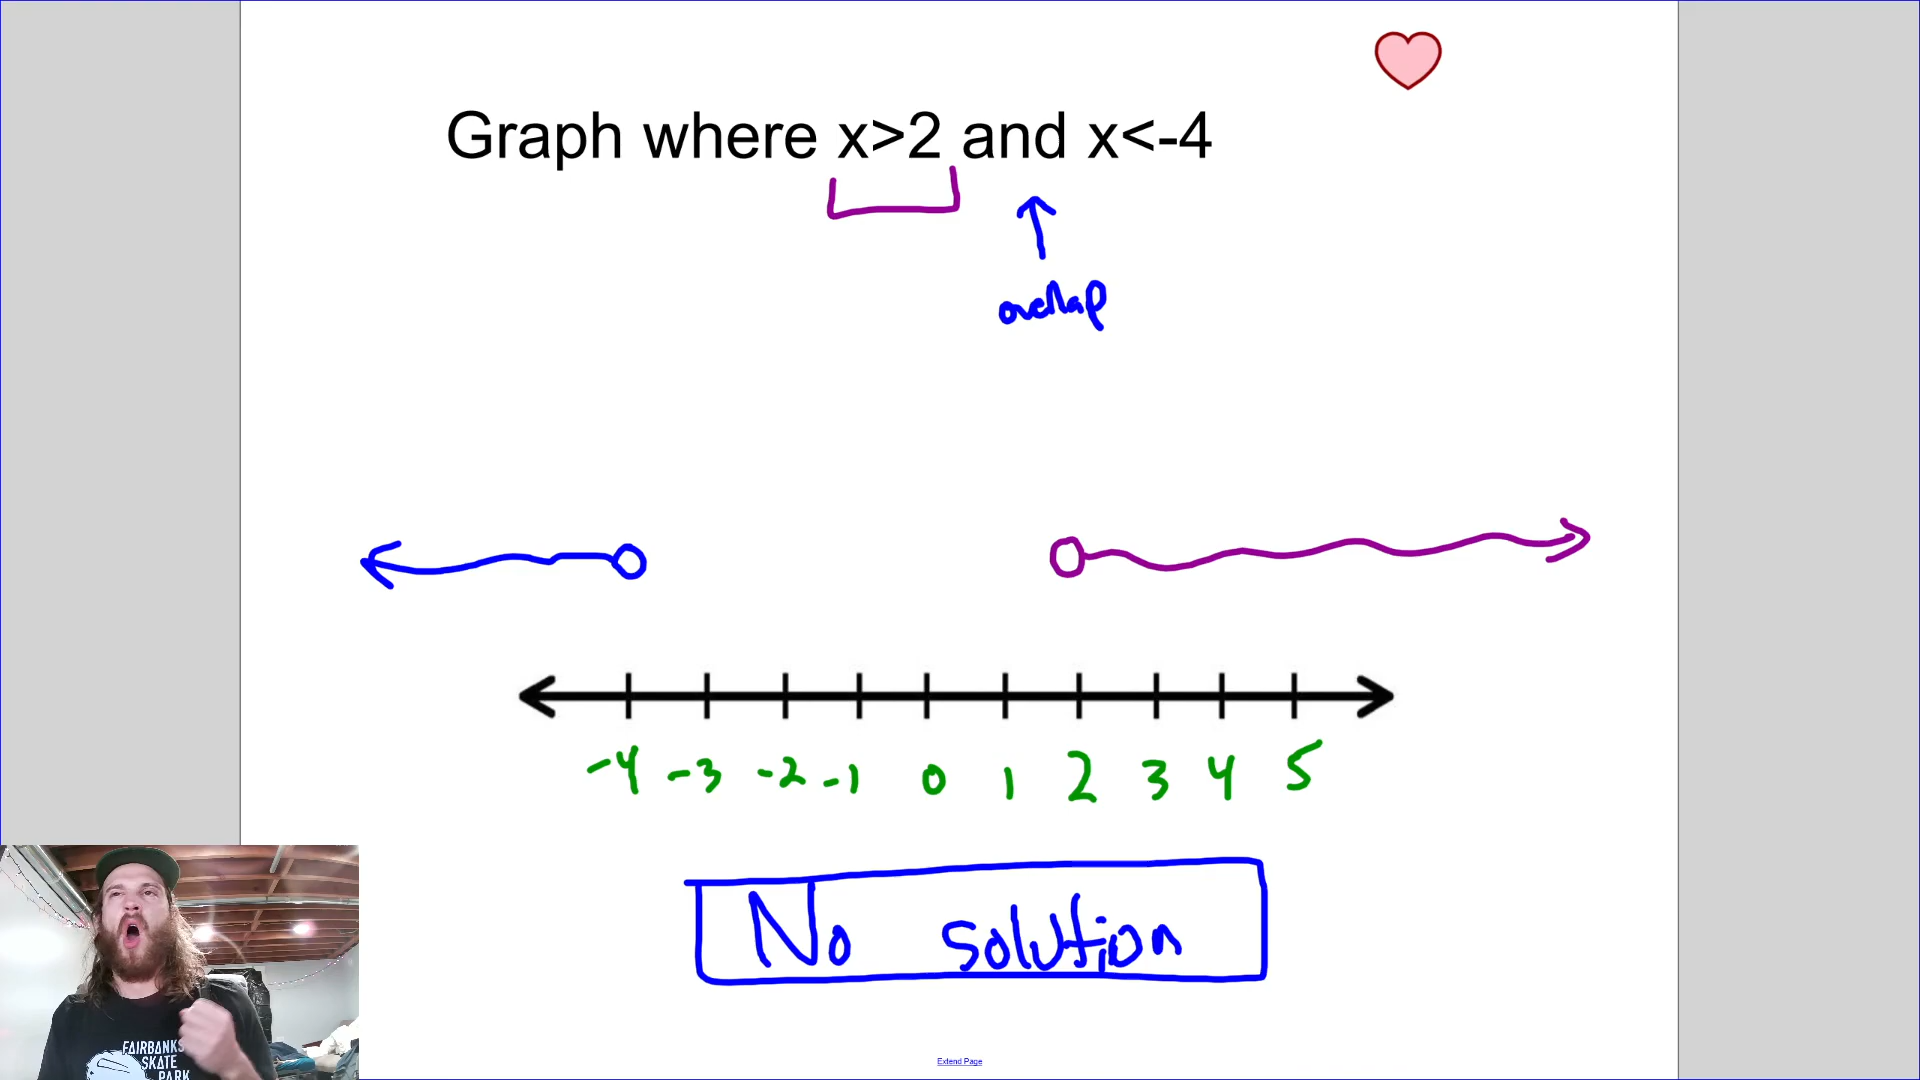 Graph where x>2 and x<-4
overlap
-4 -3 -2 -1 0 1 2 3 4 5
No solution
FAIRBANKS
SKATE
PARK
Extend Page